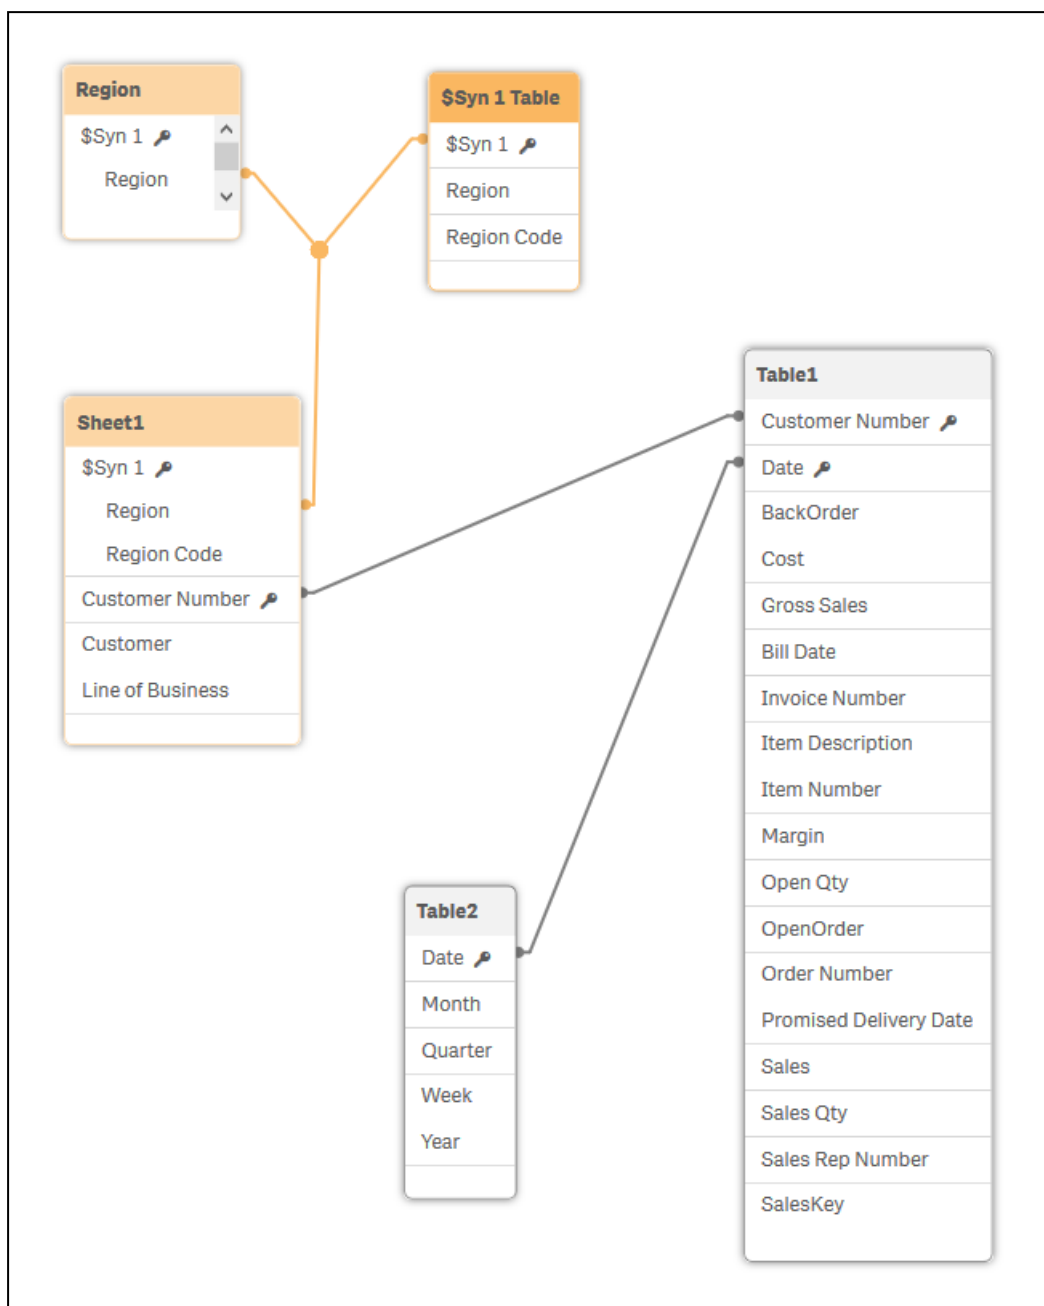 Region
$Syn 1
Region
$Syn 1 Table
$Syn 1
Region
Region Code
Sheet1
$Syn 1
Region
Region Code
Customer Number
Customer
Line of Business
Table1
Customer Number
Date
BackOrder
Cost
Gross Sales
Bill Date
Invoice Number
Item Description
Item Number
Margin
Open Qty
OpenOrder
Order Number
Promised Delivery Date
Sales
Sales Qty
Sales Rep Number
SalesKey
Table2
Date
Month
Quarter
Week
Year